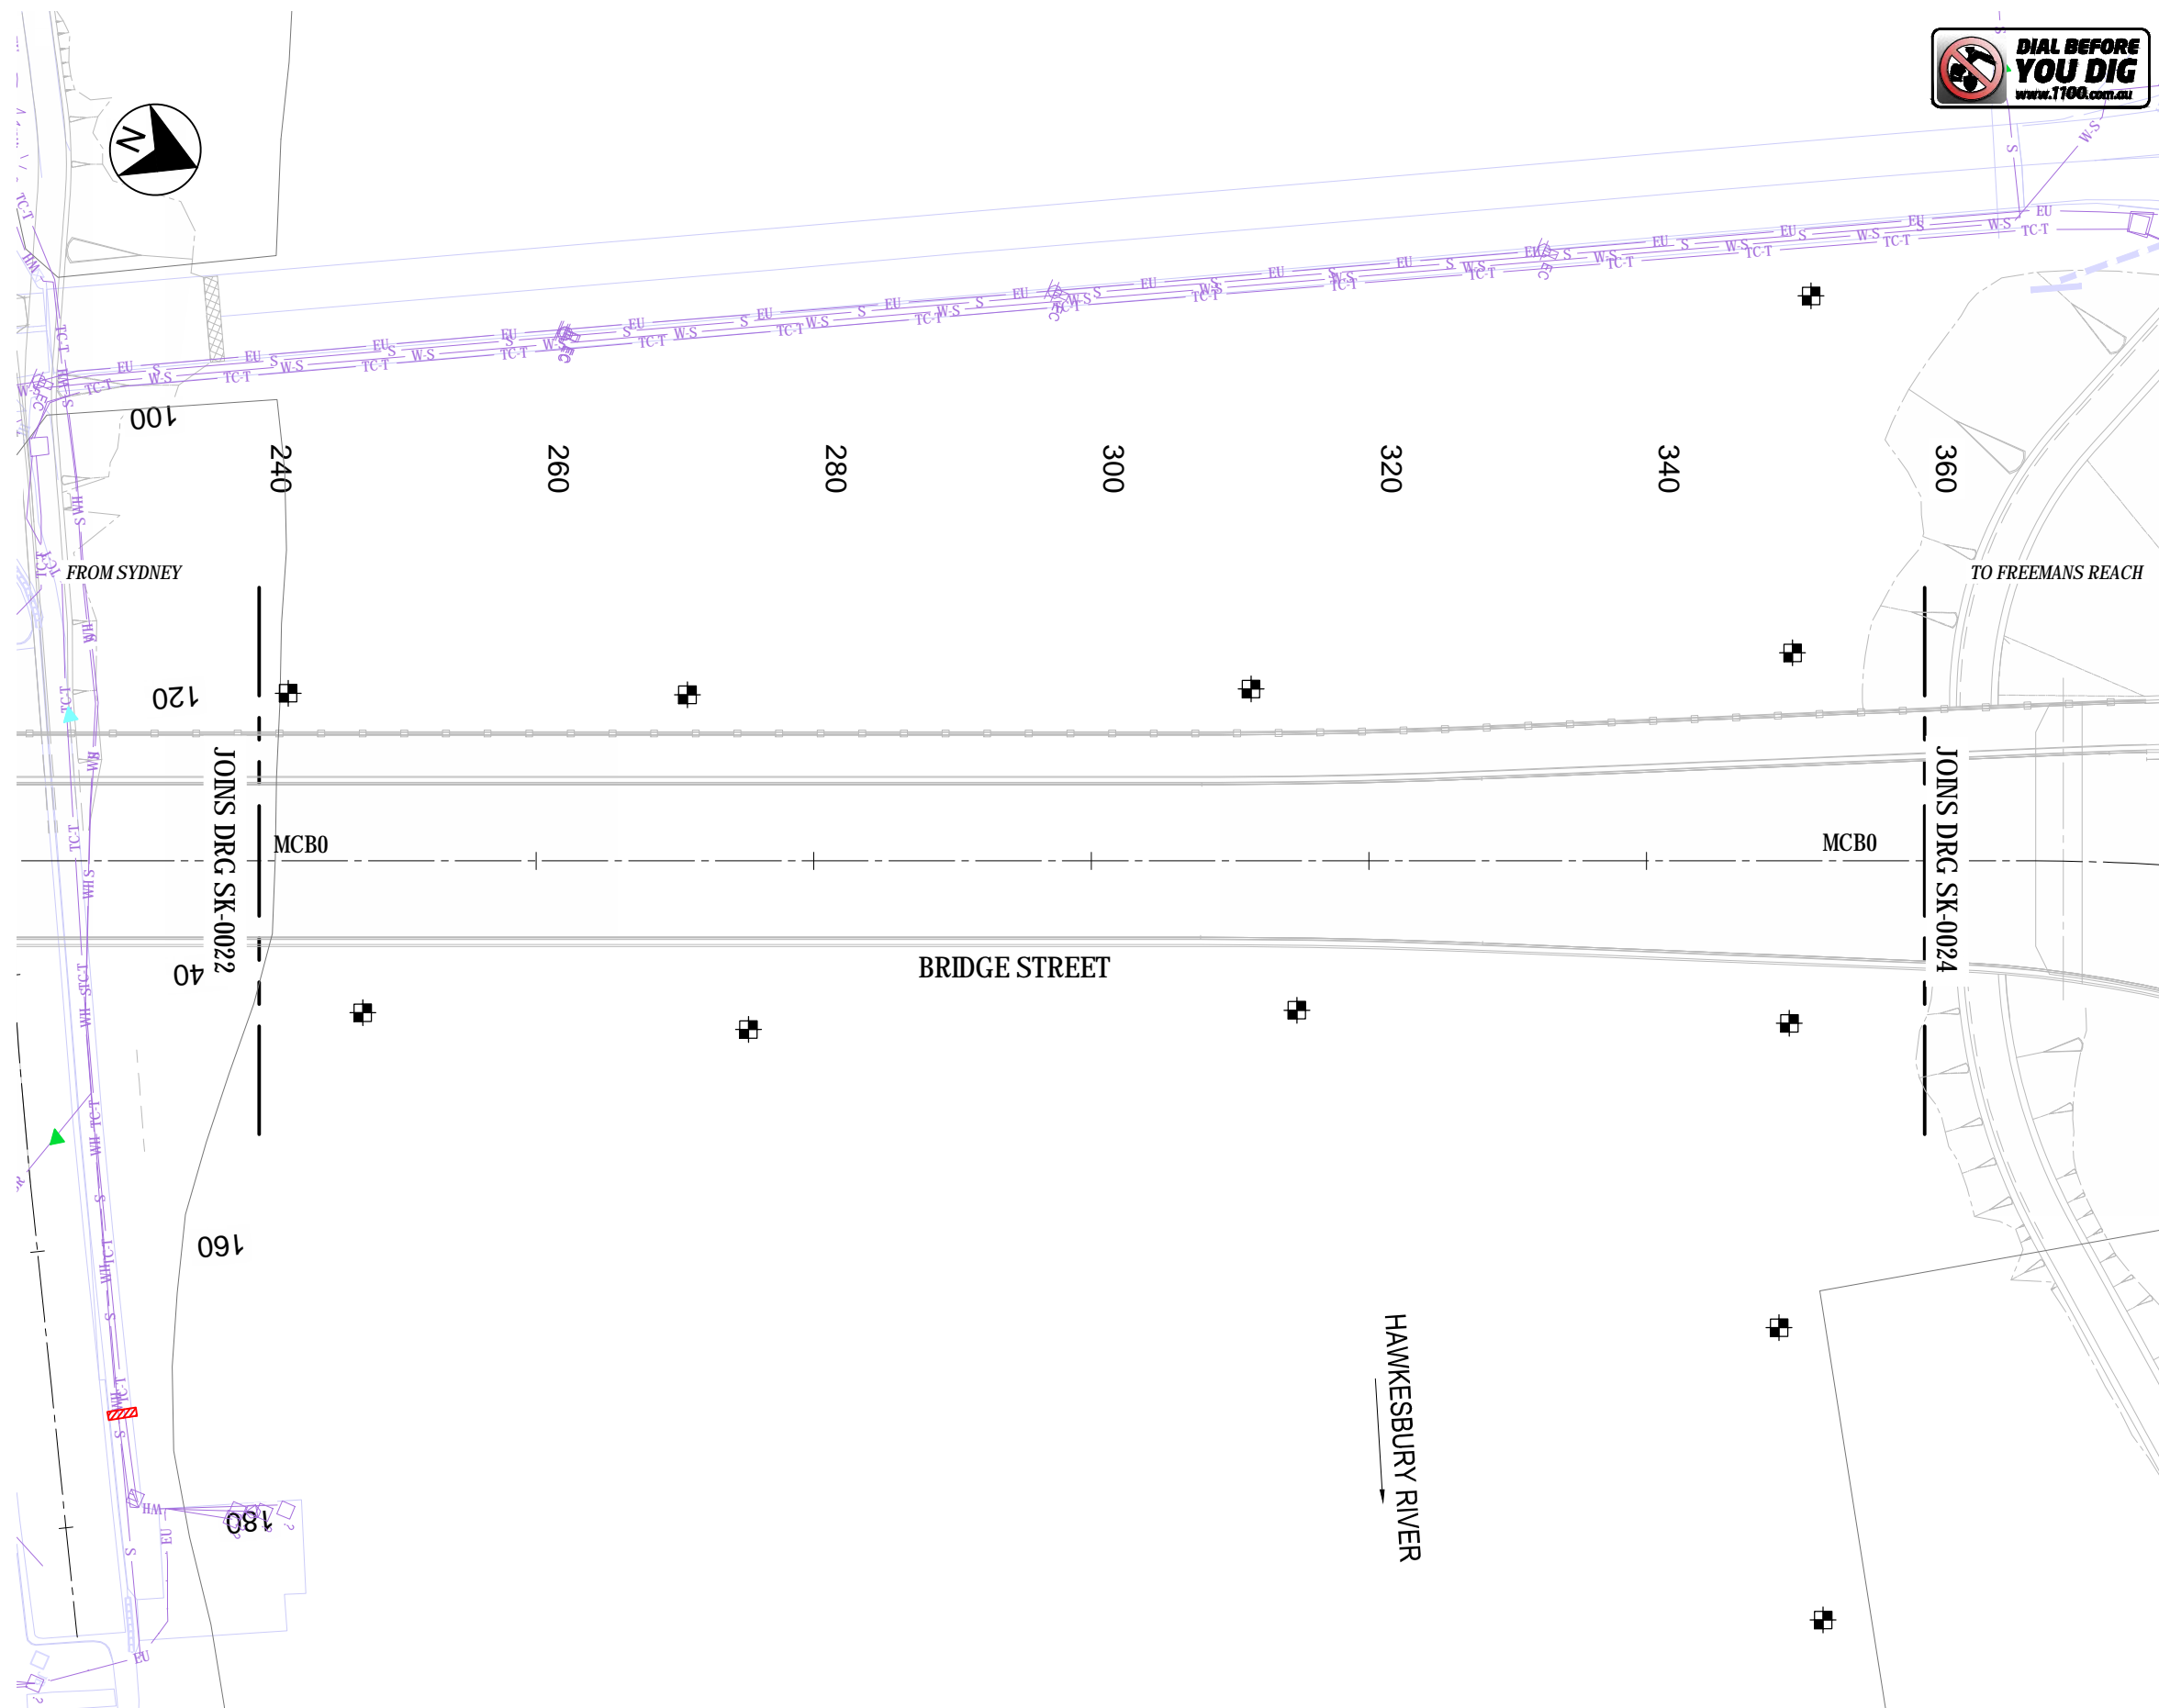 DIAL BEFORE
YOU DIG
www.1100.com.au
N
100
240
260
280
300
320
340
360
FROM SYDNEY
TO FREEMANS REACH
120
JOINS DRG SK-0022
MCB0
MCB0
JOINS DRG SK-0024
40
BRIDGE STREET
160
HAWKESBURY RIVER
180
EU
S
W-S
TC-T